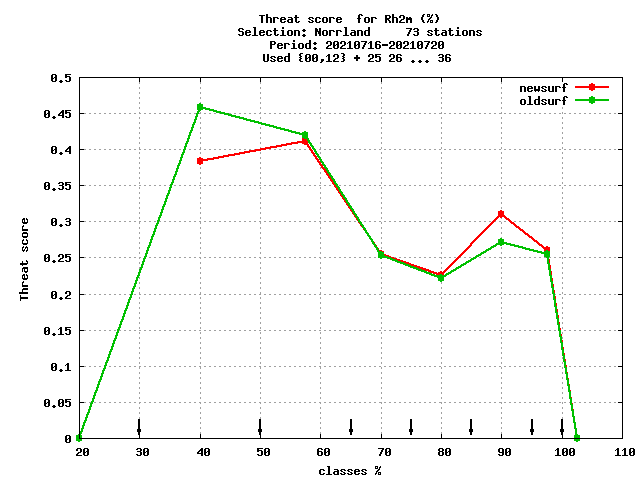 Threat score  for Rh2m (%)
Selection: Norrland     73 stations
Period: 20210716-20210720
Used {00,12} + 25 26 ... 36
newsurf
oldsurf
0.5
0.45
0.4
0.35
0.3
0.25
0.2
0.15
0.1
0.05
0
Threat score
20 30 40 50 60 70 80 90 100 110
classes %